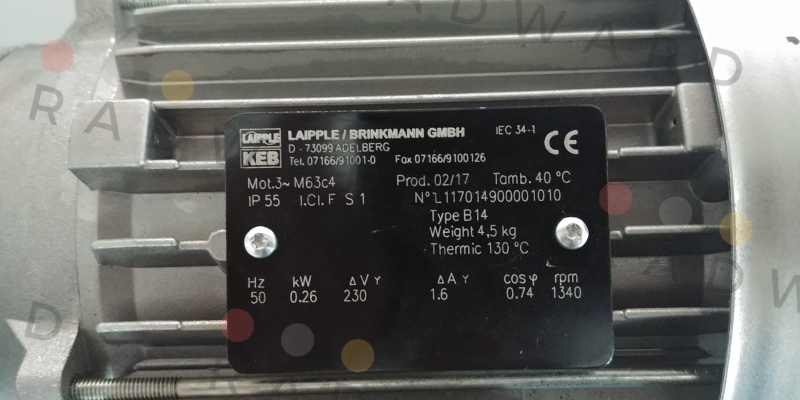 LAIPPLE / BRINKMANN GMBH IEC 34-1
LAIPPLE
KEB
D - 73099 ADELBERG
Tel. 07166/91001-0 Fax 07166/9100126
CE
Mot.3~ M63c4 Prod. 02/17 Tamb. 40 °C
IP 55 I.Cl. F S 1 N° L117014900001010
Type B14
Weight 4,5 kg
Thermic 130 °C
Hz kW Δ V Y Δ A Y cos φ rpm
50 0.26 230 1.6 0.74 1340
RADWARD